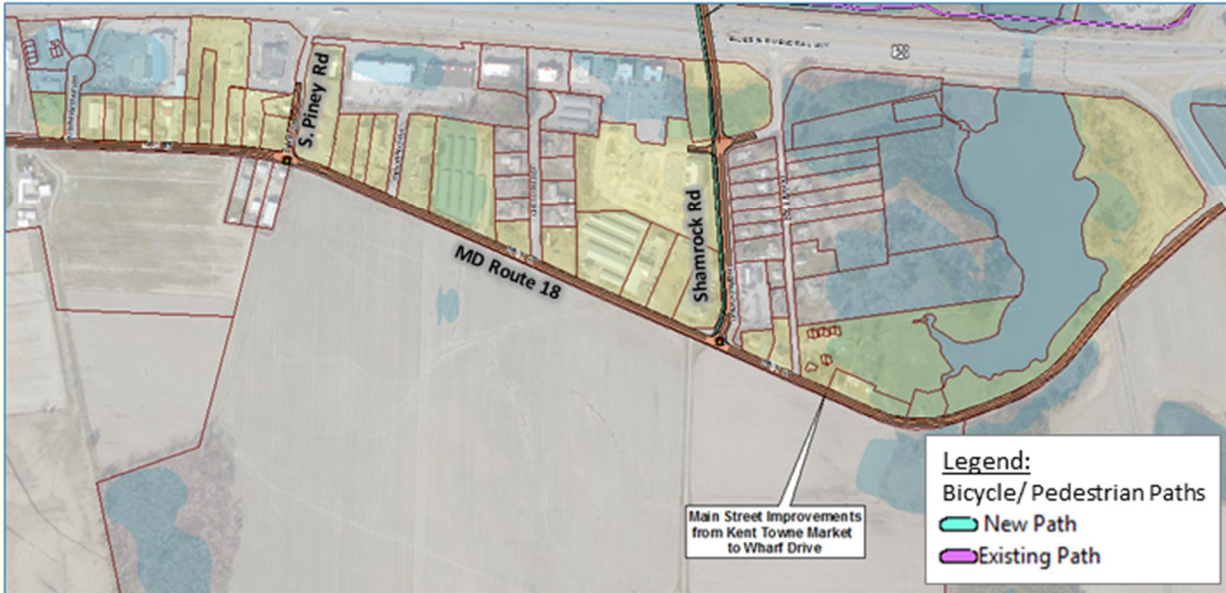 50
S. Piney Rd
Shamrock Rd
MD Route 18
Main Street Improvements
from Kent Towne Market
to Wharf Drive
Legend:
Bicycle/ Pedestrian Paths
New Path
Existing Path